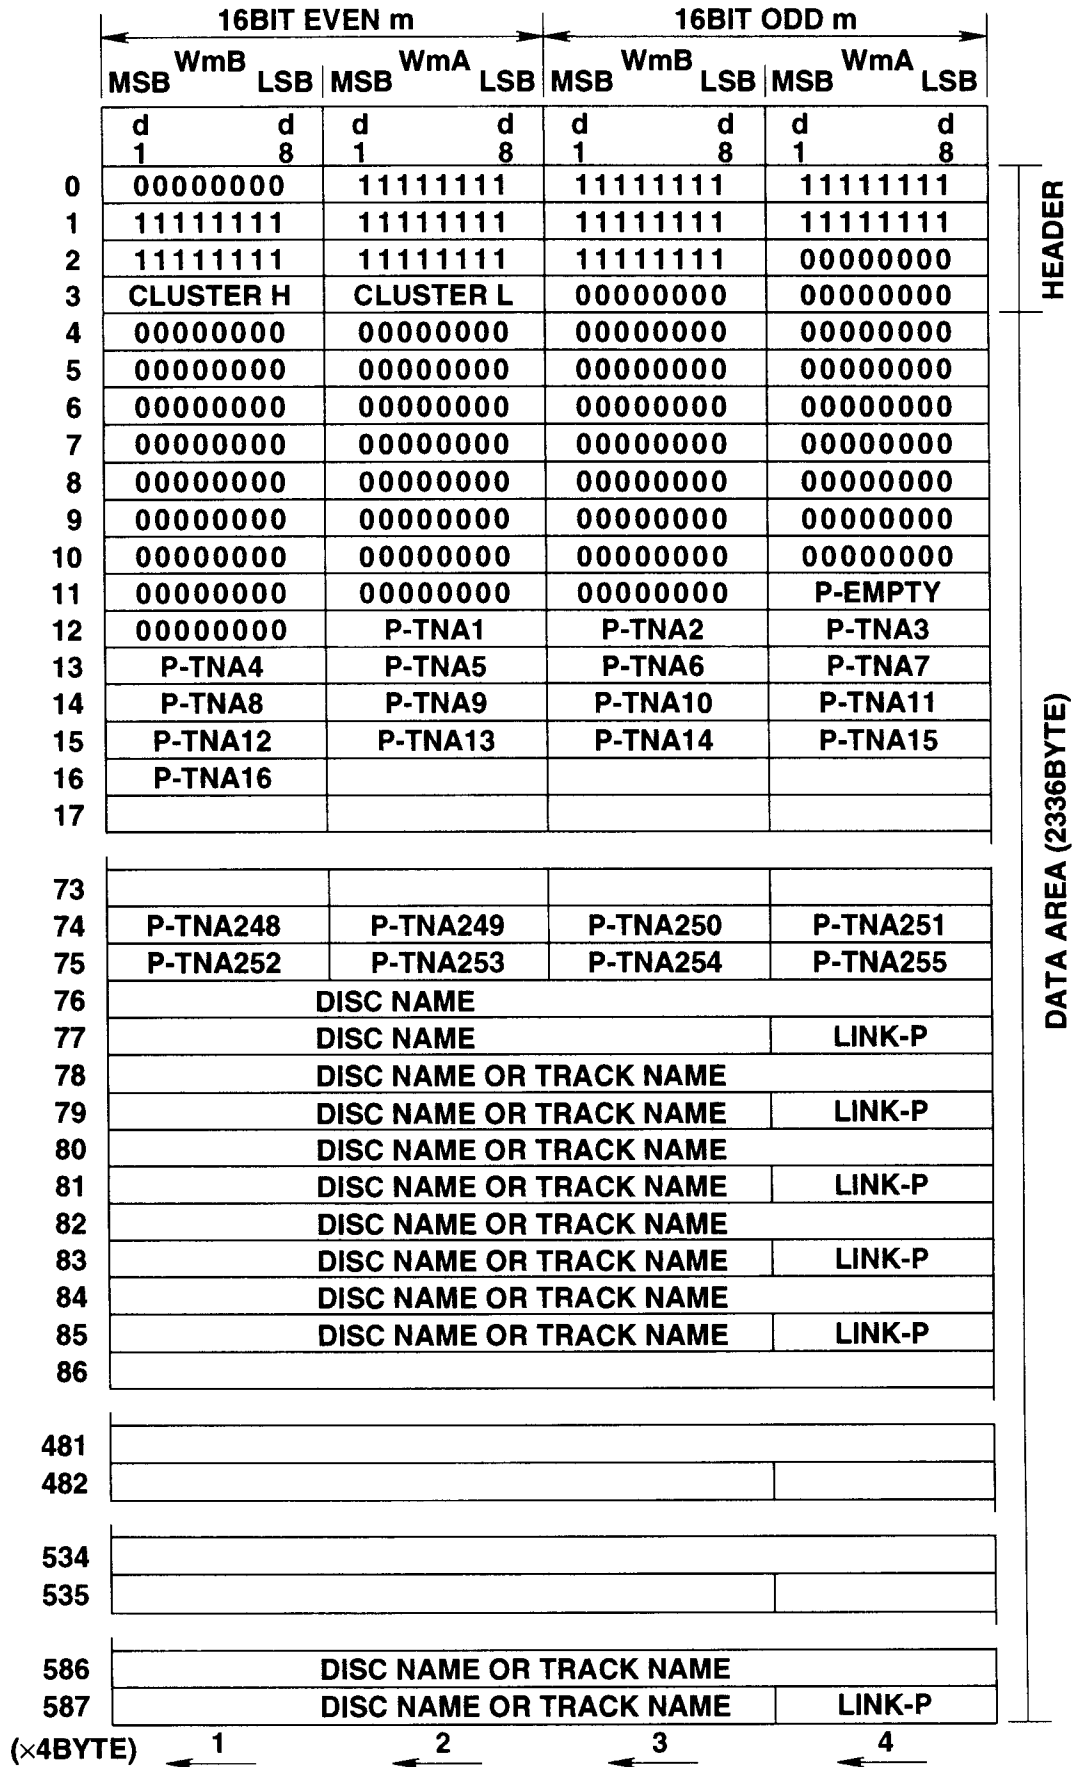 16BIT EVEN m 16BIT ODD m
WmB WmA WmB WmA
MSB LSB MSB LSB MSB LSB MSB LSB
d d d d d d d d
1 8 1 8 1 8 1 8
0 00000000 11111111 11111111 11111111
1 11111111 11111111 11111111 11111111
2 11111111 11111111 11111111 00000000
3 CLUSTER H CLUSTER L 00000000 00000000
HEADER
4 00000000 00000000 00000000 00000000
5 00000000 00000000 00000000 00000000
6 00000000 00000000 00000000 00000000
7 00000000 00000000 00000000 00000000
8 00000000 00000000 00000000 00000000
9 00000000 00000000 00000000 00000000
10 00000000 00000000 00000000 00000000
11 00000000 00000000 00000000 P-EMPTY
12 00000000 P-TNA1 P-TNA2 P-TNA3
13 P-TNA4 P-TNA5 P-TNA6 P-TNA7
14 P-TNA8 P-TNA9 P-TNA10 P-TNA11
15 P-TNA12 P-TNA13 P-TNA14 P-TNA15
16 P-TNA16
17
73
74 P-TNA248 P-TNA249 P-TNA250 P-TNA251
75 P-TNA252 P-TNA253 P-TNA254 P-TNA255
76 DISC NAME
77 DISC NAME LINK-P
78 DISC NAME OR TRACK NAME
79 DISC NAME OR TRACK NAME LINK-P
80 DISC NAME OR TRACK NAME
81 DISC NAME OR TRACK NAME LINK-P
82 DISC NAME OR TRACK NAME
83 DISC NAME OR TRACK NAME LINK-P
84 DISC NAME OR TRACK NAME
85 DISC NAME OR TRACK NAME LINK-P
86
481
482
534
535
586 DISC NAME OR TRACK NAME
587 DISC NAME OR TRACK NAME LINK-P
DATA AREA (2336BYTE)
(×4BYTE) 1 2 3 4